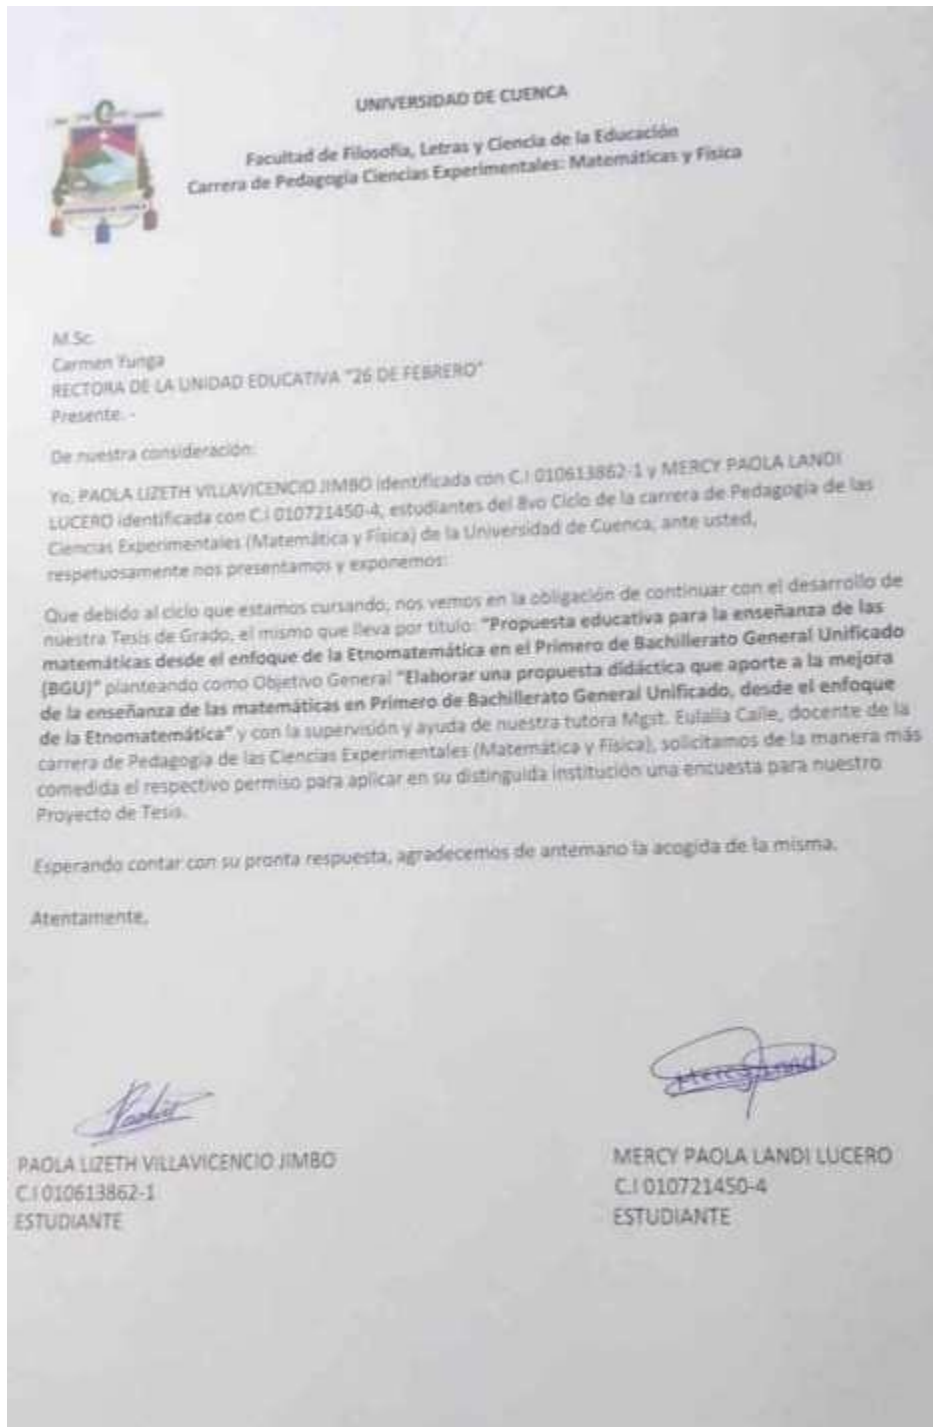 UNIVERSIDAD DE CUENCA
Facultad de Filosofía, Letras y Ciencia de la Educación
Carrera de Pedagogía Ciencias Experimentales: Matemáticas y Física
M.Sc.
Carmen Yunga
RECTORA DE LA UNIDAD EDUCATIVA "26 DE FEBRERO"
Presente. -
De nuestra consideración:
Yo, PAOLA LIZETH VILLAVICENCIO JIMBO identificada con C.I 010613862-1 y MERCY PAOLA LANDI
LUCERO identificada con C.I 010721450-4, estudiantes del 8vo Ciclo de la carrera de Pedagogía de las
Ciencias Experimentales (Matemática y Física) de la Universidad de Cuenca, ante usted,
respetuosamente nos presentamos y exponemos:
Que debido al ciclo que estamos cursando, nos vemos en la obligación de continuar con el desarrollo de
nuestra Tesis de Grado, el mismo que lleva por título: "Propuesta educativa para la enseñanza de las
matemáticas desde el enfoque de la Etnomatemática en el Primero de Bachillerato General Unificado
(BGU)" planteando como Objetivo General "Elaborar una propuesta didáctica que aporte a la mejora
de la enseñanza de las matemáticas en Primero de Bachillerato General Unificado, desde el enfoque
de la Etnomatemática" y con la supervisión y ayuda de nuestra tutora Mgst. Eulalia Calle, docente de la
carrera de Pedagogía de las Ciencias Experimentales (Matemática y Física), solicitamos de la manera más
comedida el respectivo permiso para aplicar en su distinguida institución una encuesta para nuestro
Proyecto de Tesis.
Esperando contar con su pronta respuesta, agradecemos de antemano la acogida de la misma.
Atentamente,
PAOLA LIZETH VILLAVICENCIO JIMBO
C.I 010613862-1
ESTUDIANTE
MERCY PAOLA LANDI LUCERO
C.I 010721450-4
ESTUDIANTE